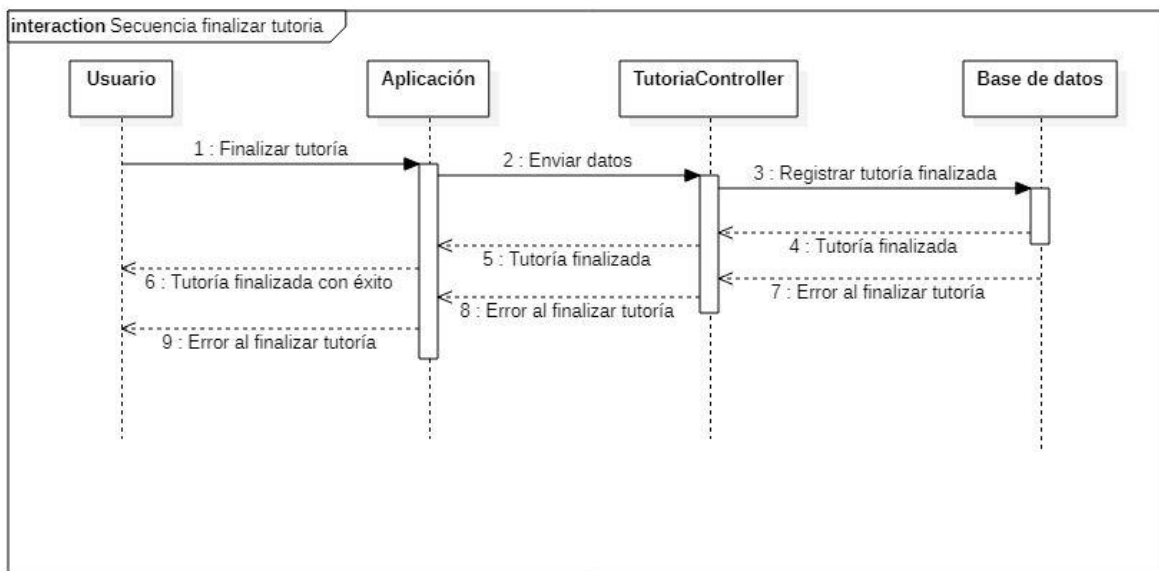 interaction Secuencia finalizar tutoria
Usuario
Aplicación
TutoriaController
Base de datos
1 : Finalizar tutoría
2 : Enviar datos
3 : Registrar tutoría finalizada
4 : Tutoría finalizada
5 : Tutoría finalizada
6 : Tutoría finalizada con éxito
7 : Error al finalizar tutoría
8 : Error al finalizar tutoría
9 : Error al finalizar tutoría